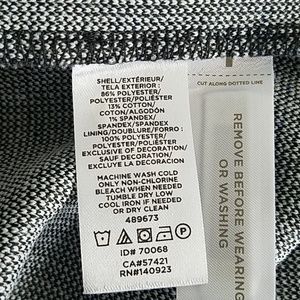 SHELL/EXTÉRIEUR/
TELA EXTERIOR :
86% POLYESTER/
POLYESTER/POLIÉSTER
13% COTTON/
COTON/ALGODÓN
1% SPANDEX/
SPANDEX/SPANDEX
LINING/DOUBLURE/FORRO :
100% POLYESTER/
POLYESTER/POLIÉSTER
EXCLUSIVE OF DECORATION/
SAUF DÉCORATION/
EXCLUYE LA DECORACIÓN
MACHINE WASH COLD
ONLY NON-CHLORINE
BLEACH WHEN NEEDED
TUMBLE DRY LOW
COOL IRON IF NEEDED
489673
ID# 70068
CA#57421
RN#140923
CUT ALONG DOTTED LINE
REMOVE BEFORE WEARING
OR WASHING